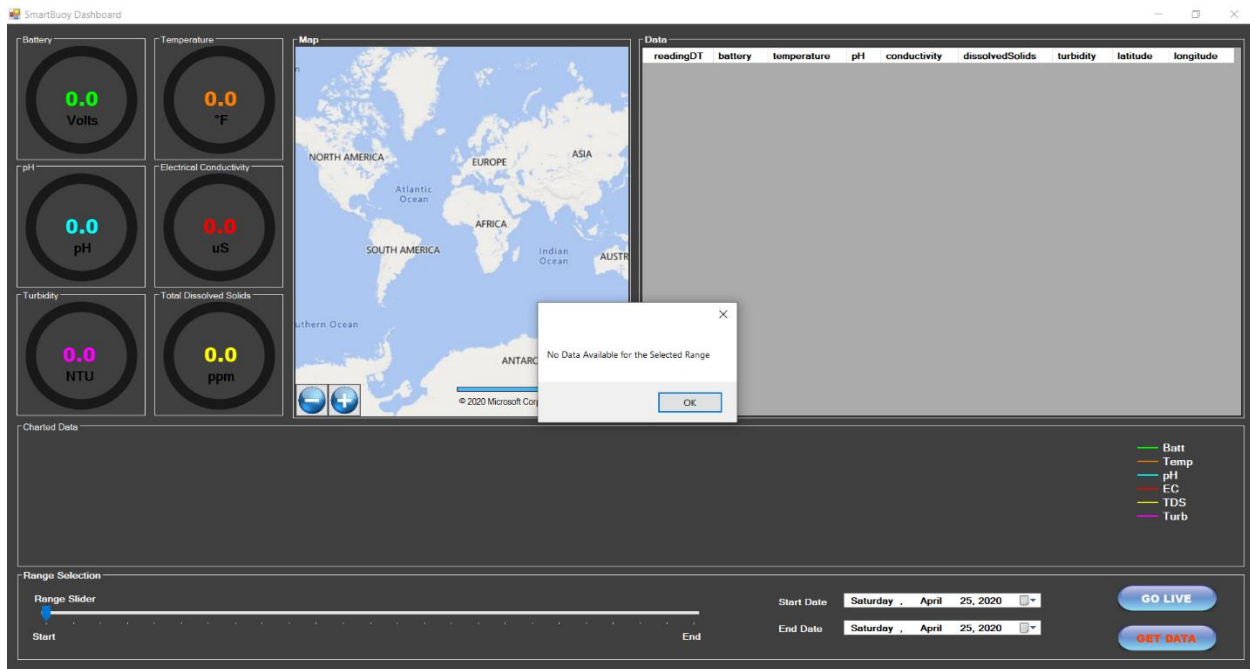 SmartBuoy Dashboard
Battery
0.0
Volts
Temperature
0.0
°F
pH
0.0
pH
Electrical Conductivity
0.0
uS
Turbidity
0.0
NTU
Total Dissolved Solids
0.0
ppm
Map
NORTH AMERICA
EUROPE
ASIA
Atlantic
Ocean
AFRICA
SOUTH AMERICA
Indian
Ocean
AUSTR
uthern Ocean
ANTARC
© 2020 Microsoft Cor
Data
readingDT battery temperature pH conductivity dissolvedSolids turbidity latitude longitude
No Data Available for the Selected Range
OK
Charted Data
Batt
Temp
pH
EC
TDS
Turb
Range Selection
Range Slider
Start End
Start Date Saturday , April 25, 2020
End Date Saturday , April 25, 2020
GO LIVE
GET DATA